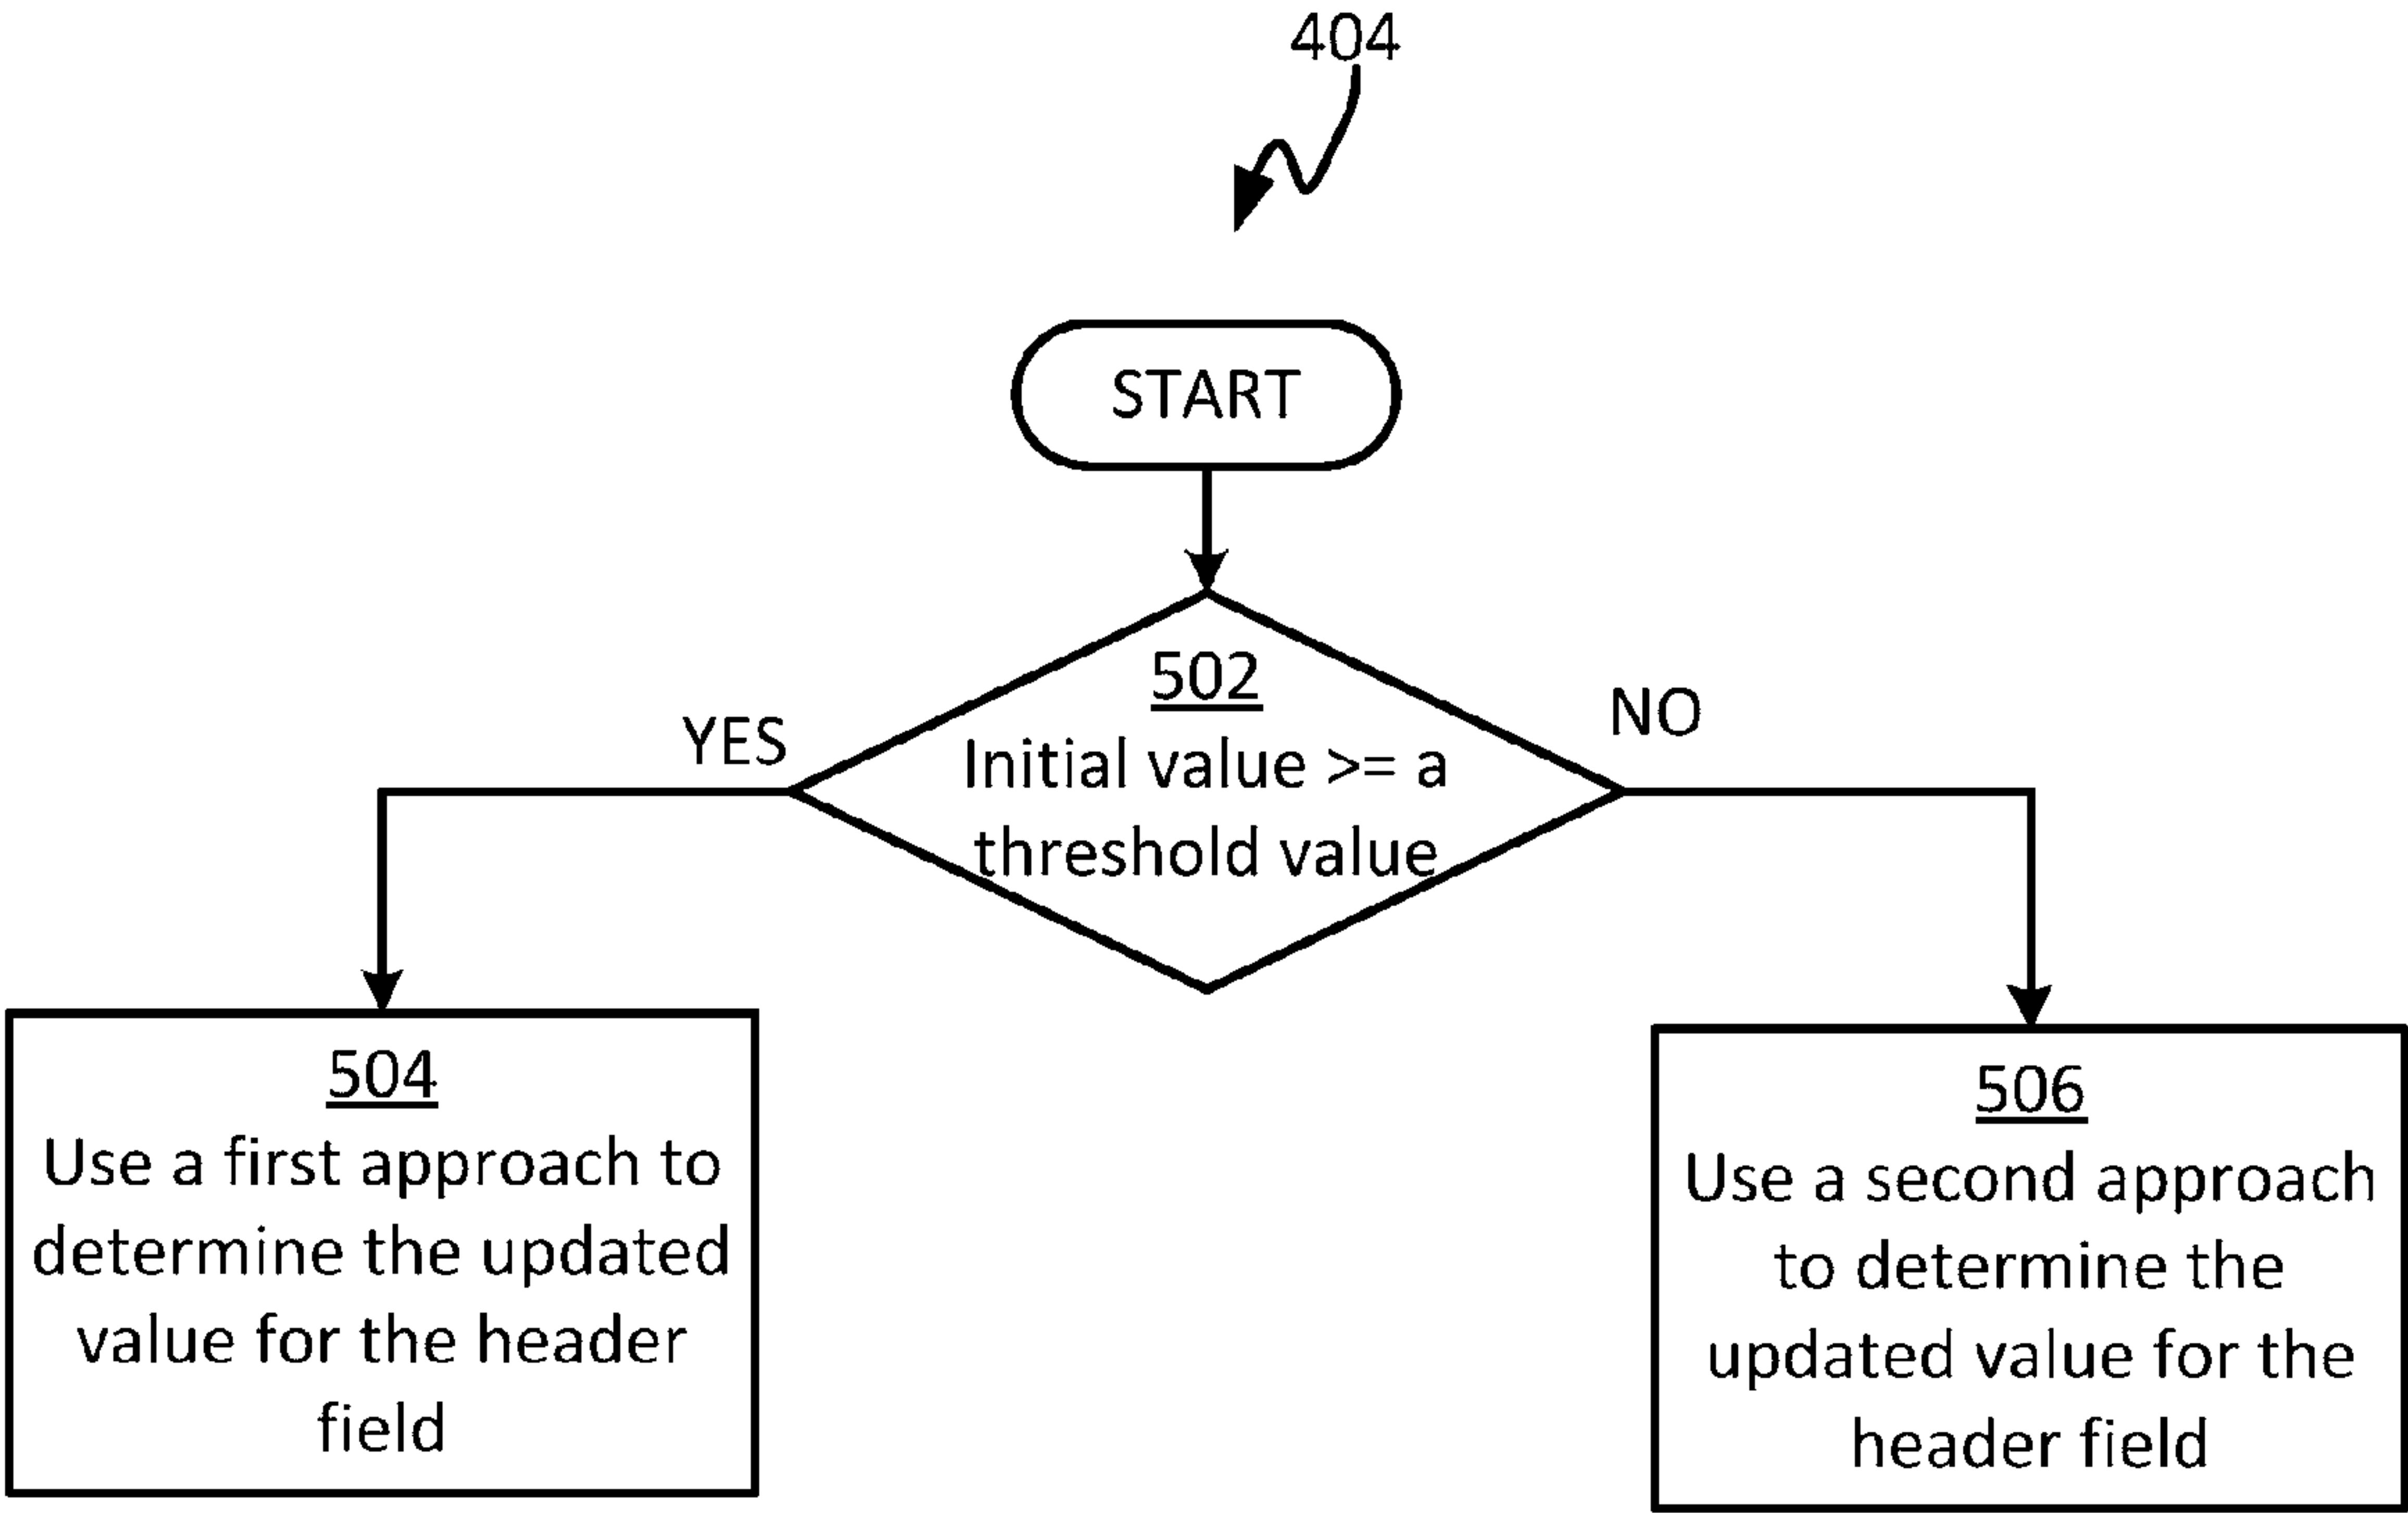 404
START
502
Initial value >= a
threshold value
YES
NO
504
Use a first approach to
determine the updated
value for the header
field
506
Use a second approach
to determine the
updated value for the
header field